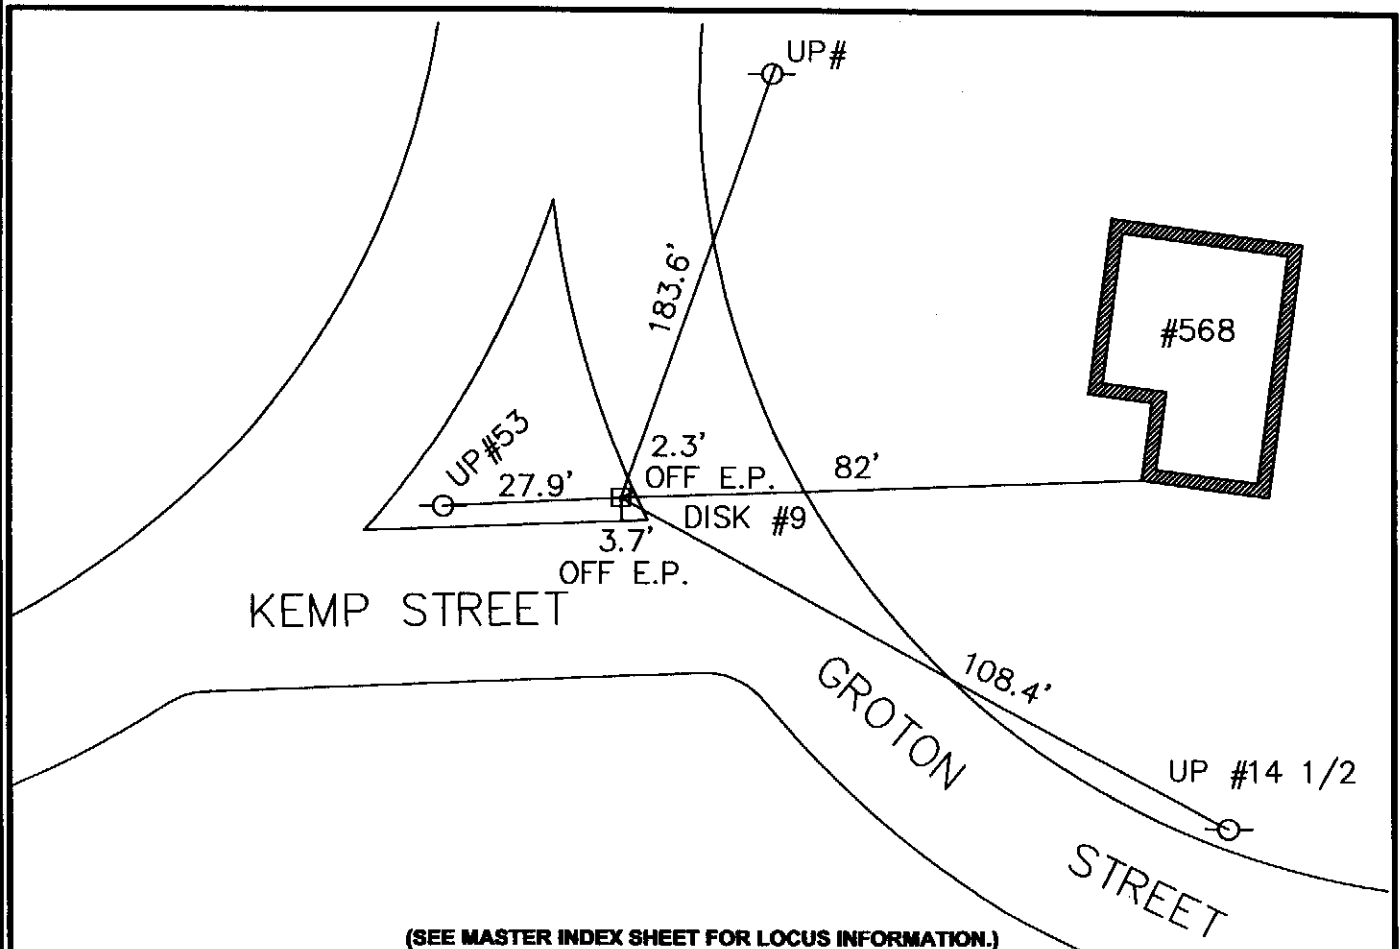 UP#
183.6'
#568
UP#53
27.9'
2.3'
OFF E.P.
82'
DISK #9
3.7'
OFF E.P.
KEMP STREET
GROTON
STREET
108.4'
UP #14 1/2
(SEE MASTER INDEX SHEET FOR LOCUS INFORMATION.)